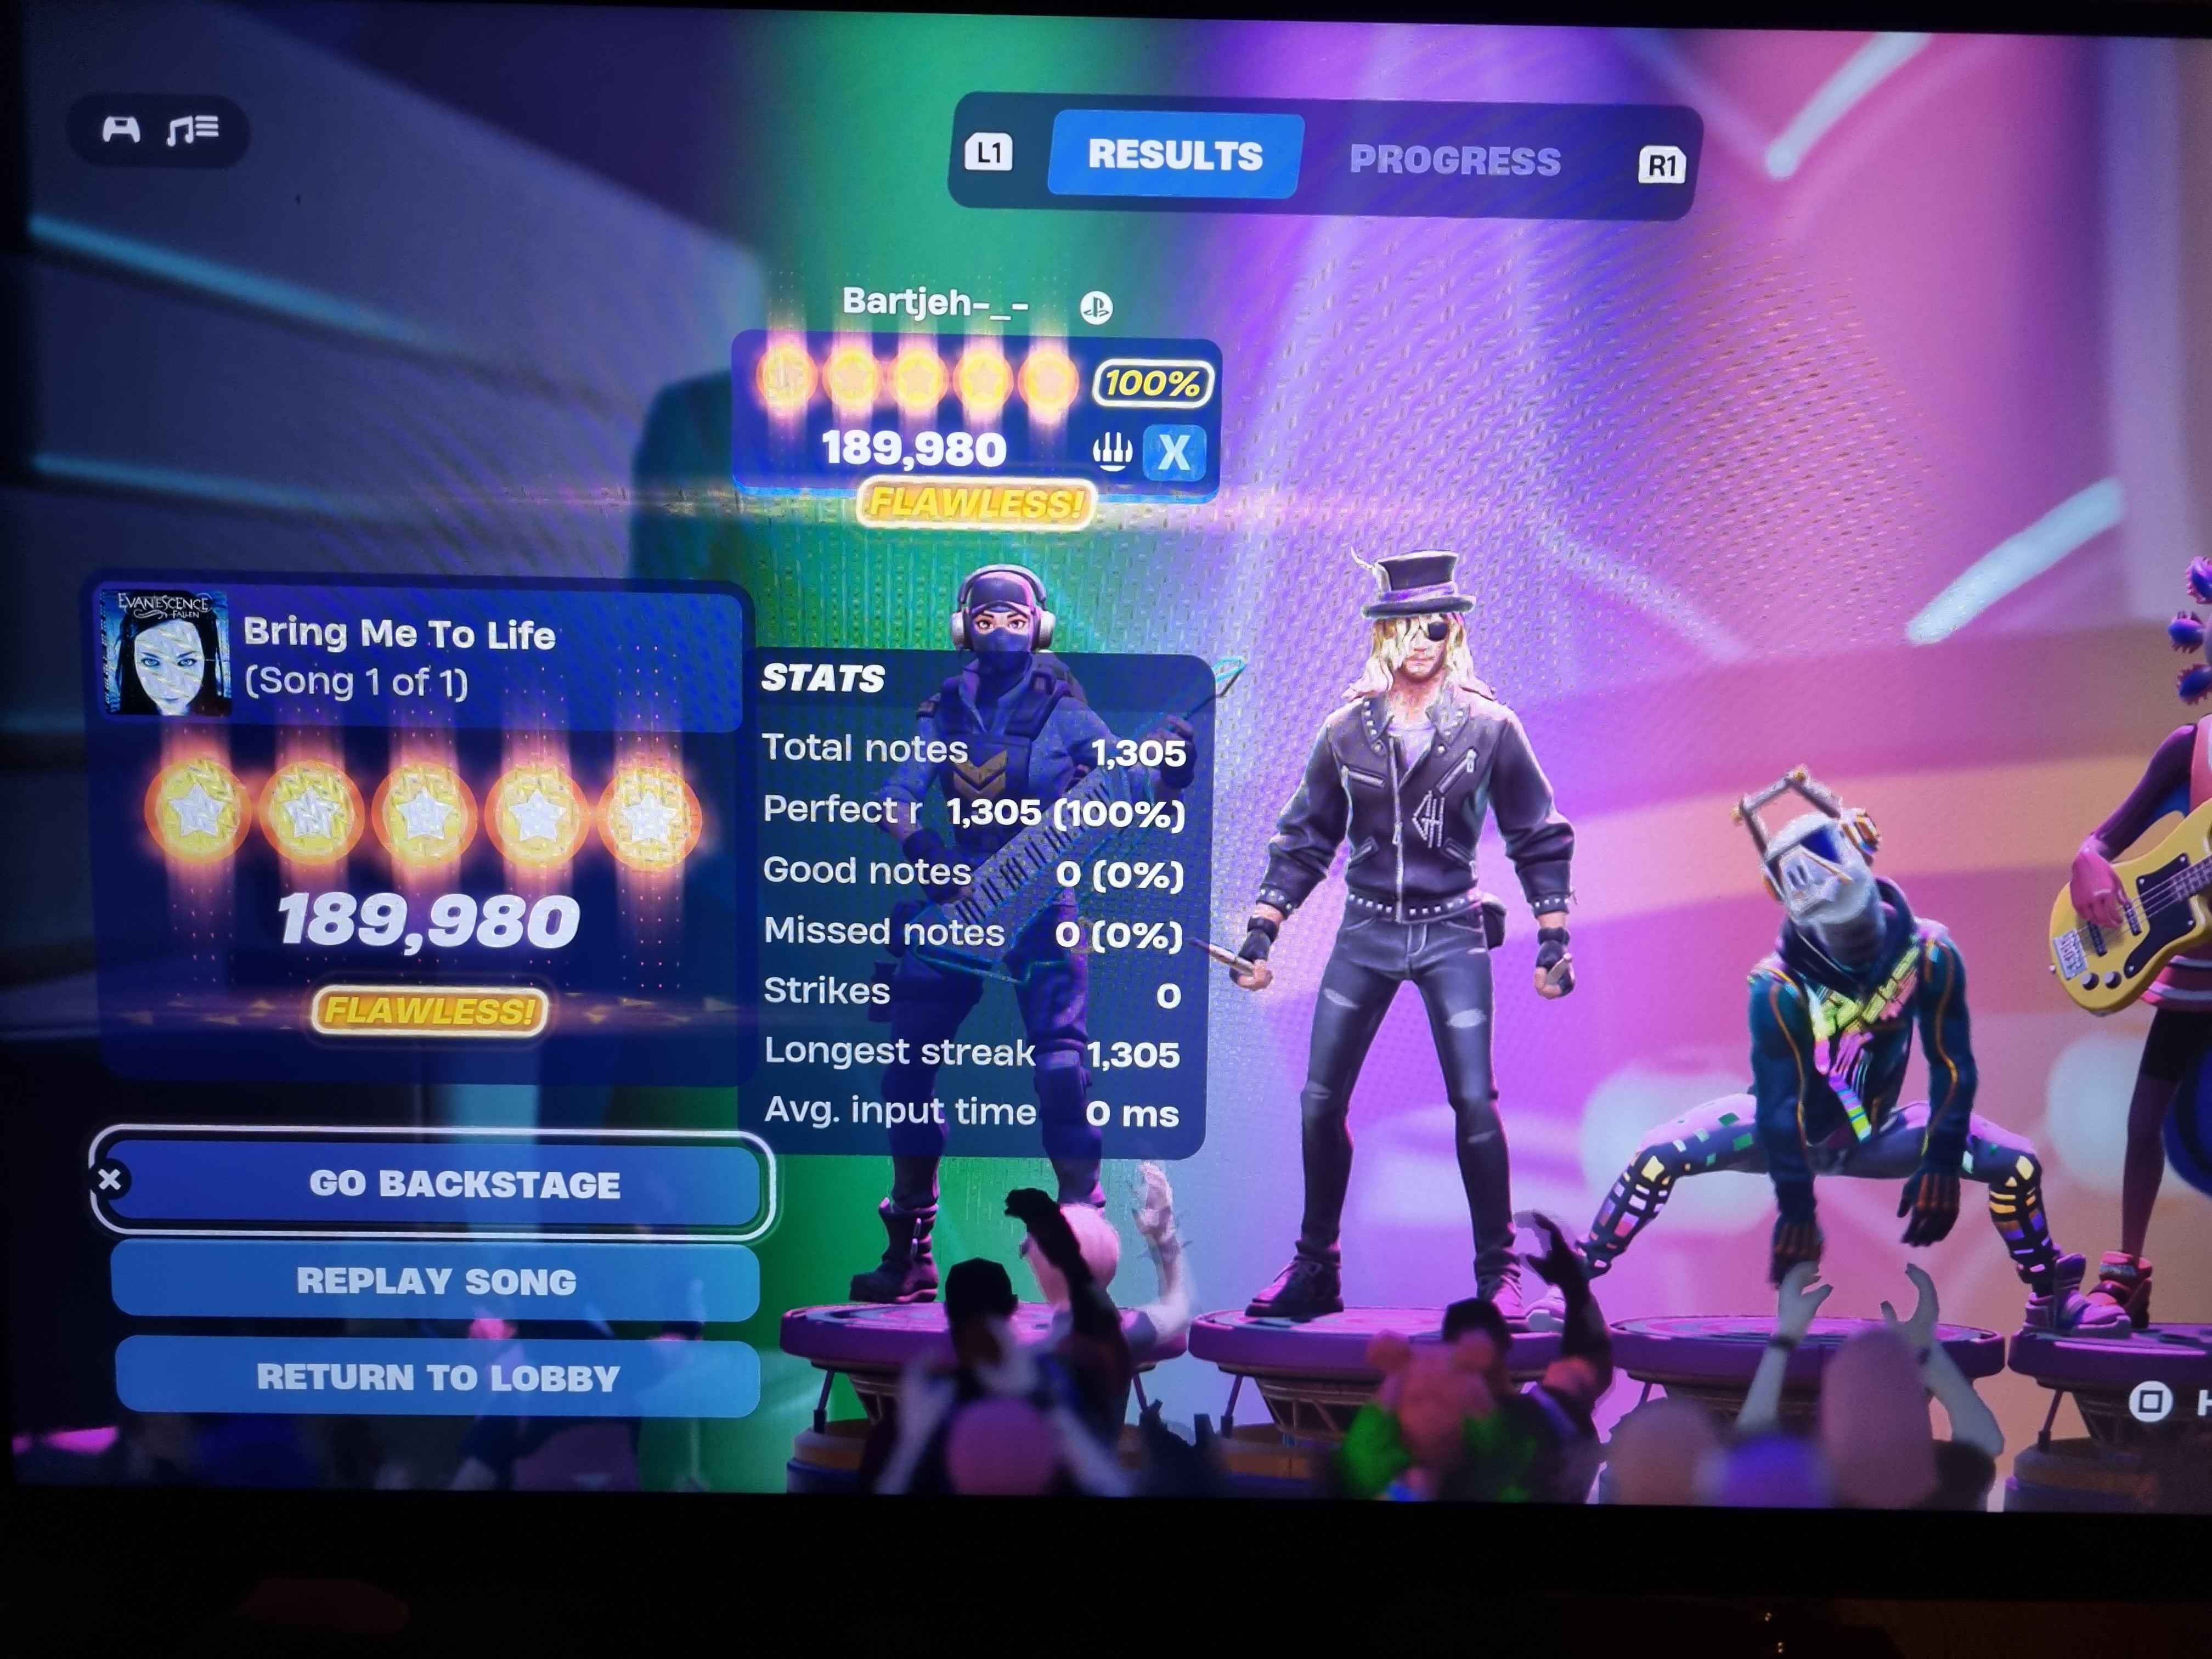 L1
RESULTS
PROGRESS
R1
Bartjeh-_-
100%
189,980
X
FLAWLESS!
EVANESCENCE
FALLEN
Bring Me To Life
(Song 1 of 1)
189,980
FLAWLESS!
STATS
Total notes 1,305
Perfect r 1,305 (100%)
Good notes 0 (0%)
Missed notes 0 (0%)
Strikes 0
Longest streak 1,305
Avg. input time 0 ms
GO BACKSTAGE
REPLAY SONG
RETURN TO LOBBY